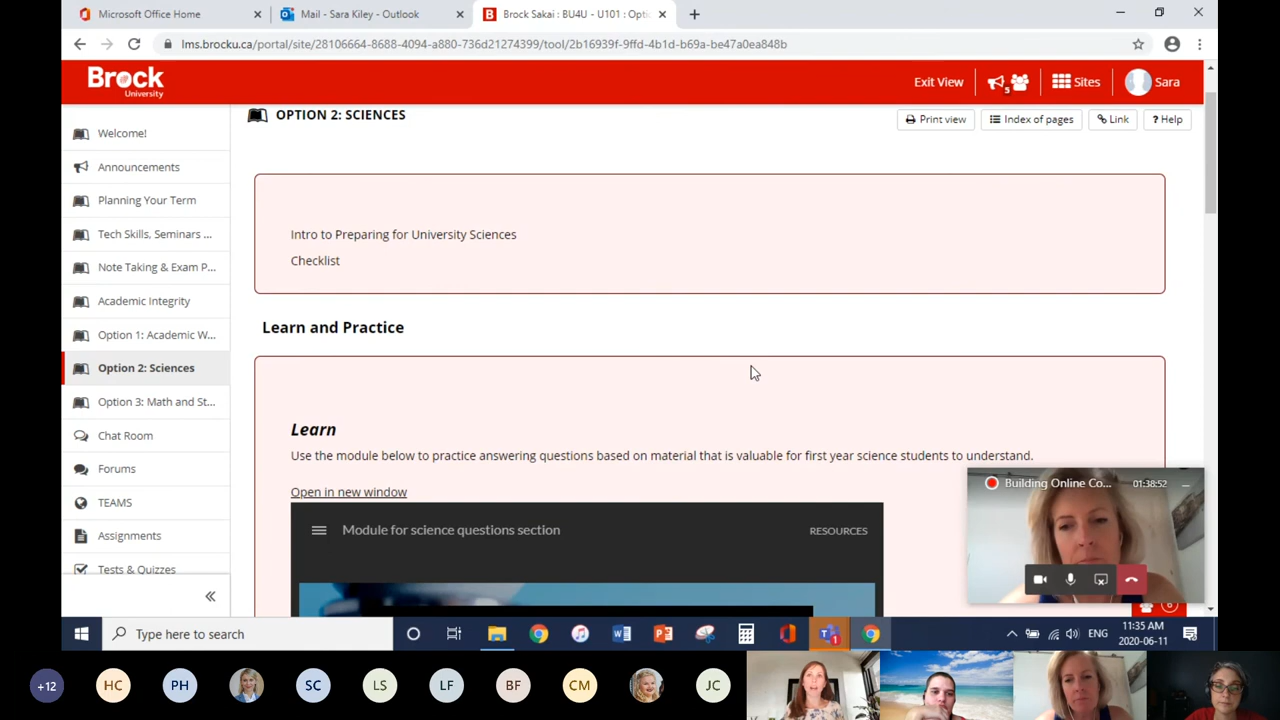 Microsoft Office Home
Mail - Sara Kiley - Outlook
Brock Sakai : BU4U - U101 : Opti
lms.brocku.ca/portal/site/28106664-8688-4094-a880-736d21274399/tool/2b16939f-9ffd-4b1d-b69a-be47a0ea848b
Brock
University
Exit View
5
Sites
Sara
Welcome!
Announcements
Planning Your Term
Tech Skills, Seminars ...
Note Taking & Exam P...
Academic Integrity
Option 1: Academic W...
Option 2: Sciences
Option 3: Math and St...
Chat Room
Forums
TEAMS
Assignments
Tests & Quizzes
OPTION 2: SCIENCES
Print view
Index of pages
Link
? Help
Intro to Preparing for University Sciences
Checklist
Learn and Practice
Learn
Use the module below to practice answering questions based on material that is valuable for first year science students to understand.
Open in new window
Module for science questions section
RESOURCES
Building Online Co...
01:38:52
Type here to search
ENG
11:35 AM
2020-06-11
+12
HC
PH
SC
LS
LF
BF
CM
JC